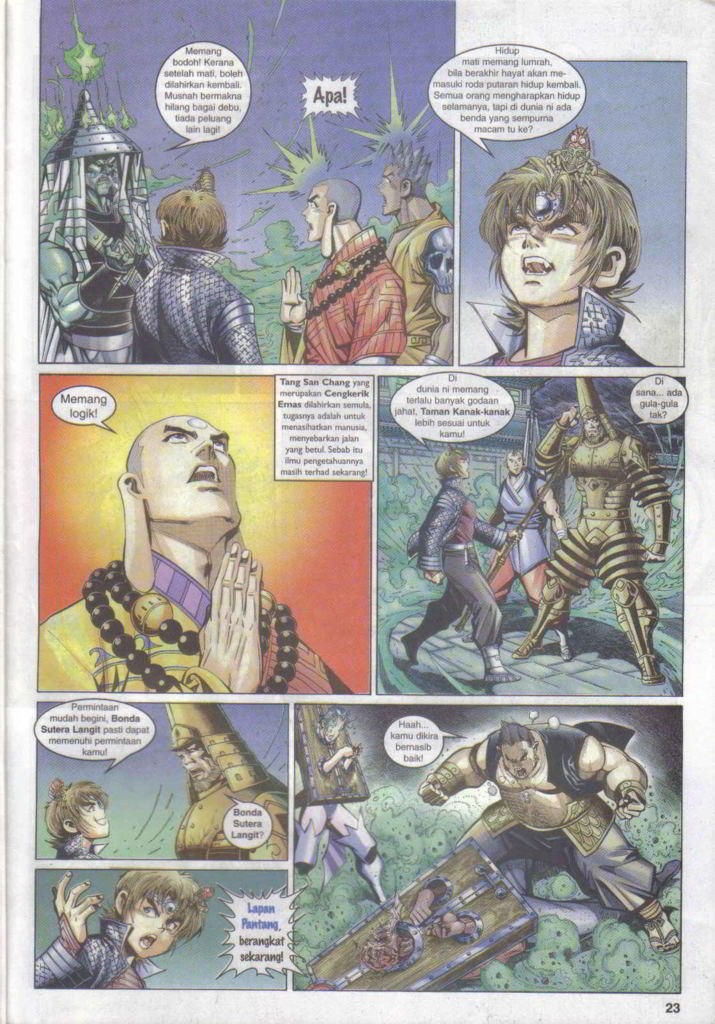 Memang
bodoh! Kerana
setelah mati, boleh
dilahirkan kembali.
Musnah bermakna
hilang bagai debu,
tiada peluang
lain lagi!
Apa!
Hidup
mati memang lumrah,
bila berakhir hayat akan me-
masuki roda putaran hidup kembali.
Semua orang mengharapkan hidup
selamanya, tapi di dunia ni ada
benda yang sempurna
macam tu ke?
Memang
logik!
Tang San Chang yang
merupakan Cengkerik
Emas dilahirkan semula,
tugasnya adalah untuk
menasihatkan manusia,
menyebarkan jalan
yang betul. Sebab itu
ilmu pengetahuannya
masih terhad sekarang!
Di
dunia ni memang
terlalu banyak godaan
jahat, Taman Kanak-kanak
lebih sesuai untuk
kamu!
Di
sana... ada
gula-gula
tak?
Permintaan
mudah begini, Bonda
Sutera Langit pasti dapat
memenuhi permintaan
kamu!
Bonda
Sutera
Langit?
Lapan
Pantang,
berangkat
sekarang!
Haah...
kamu dikira
bernasib
baik!
23